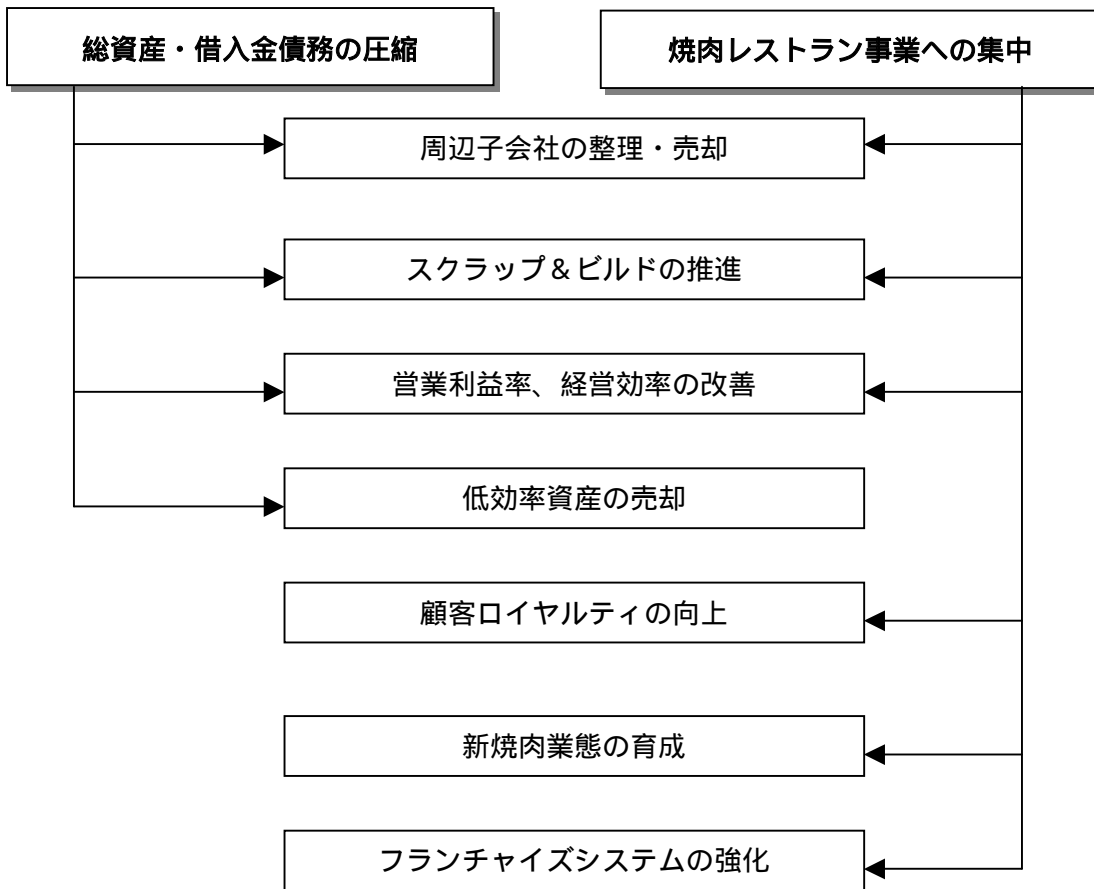 総資産・借入金債務の圧縮
焼肉レストラン事業への集中
周辺子会社の整理・売却
スクラップ＆ビルドの推進
営業利益率、経営効率の改善
低効率資産の売却
顧客ロイヤルティの向上
新焼肉業態の育成
フランチャイズシステムの強化